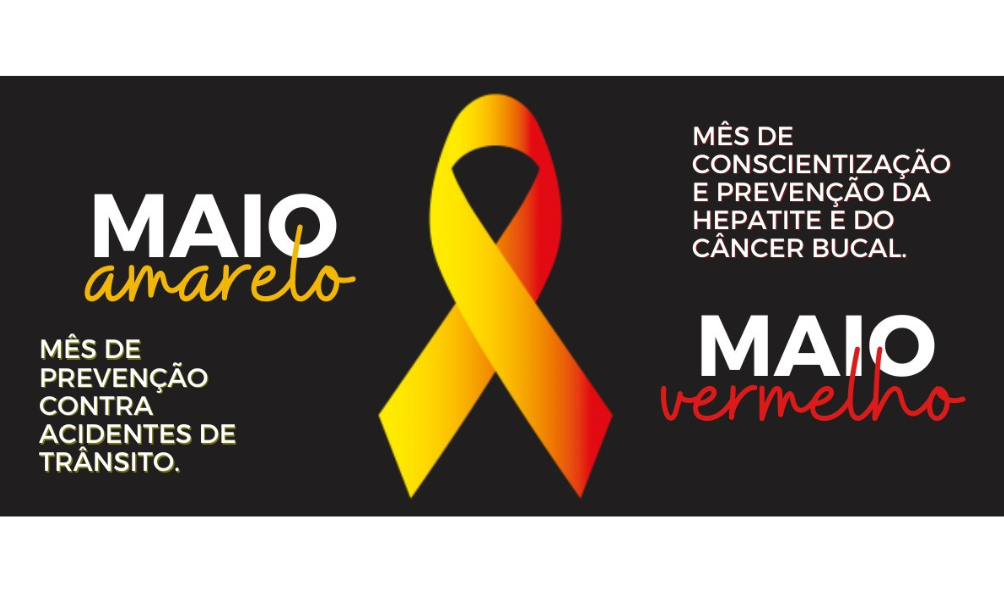 MAIO
amarelo
MÊS DE
PREVENÇÃO
CONTRA
ACIDENTES DE
TRÂNSITO.
MÊS DE
CONSCIENTIZAÇÃO
E PREVENÇÃO DA
HEPATITE E DO
CÂNCER BUCAL.
MAIO
vermelho